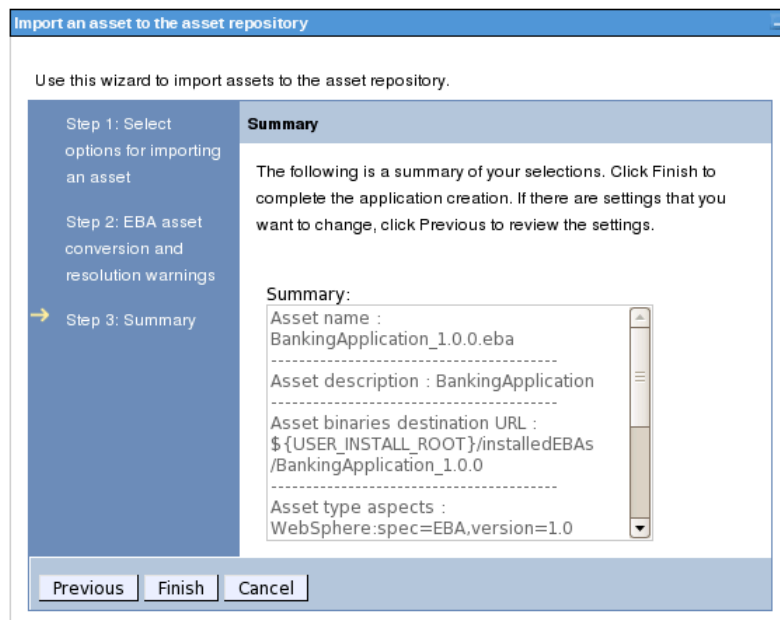 Import an asset to the asset repository
Use this wizard to import assets to the asset repository.
Step 1: Select
options for importing
an asset
Step 2: EBA asset
conversion and
resolution warnings
Step 3: Summary
Summary
The following is a summary of your selections. Click Finish to
complete the application creation. If there are settings that you
want to change, click Previous to review the settings.
Summary:
Asset name :
BankingApplication_1.0.0.eba
----------------------------------------
Asset description : BankingApplication
----------------------------------------
Asset binaries destination URL :
${USER_INSTALL_ROOT}/installedEBAs
/BankingApplication_1.0.0
----------------------------------------
Asset type aspects :
WebSphere:spec=EBA,version=1.0
Previous Finish Cancel